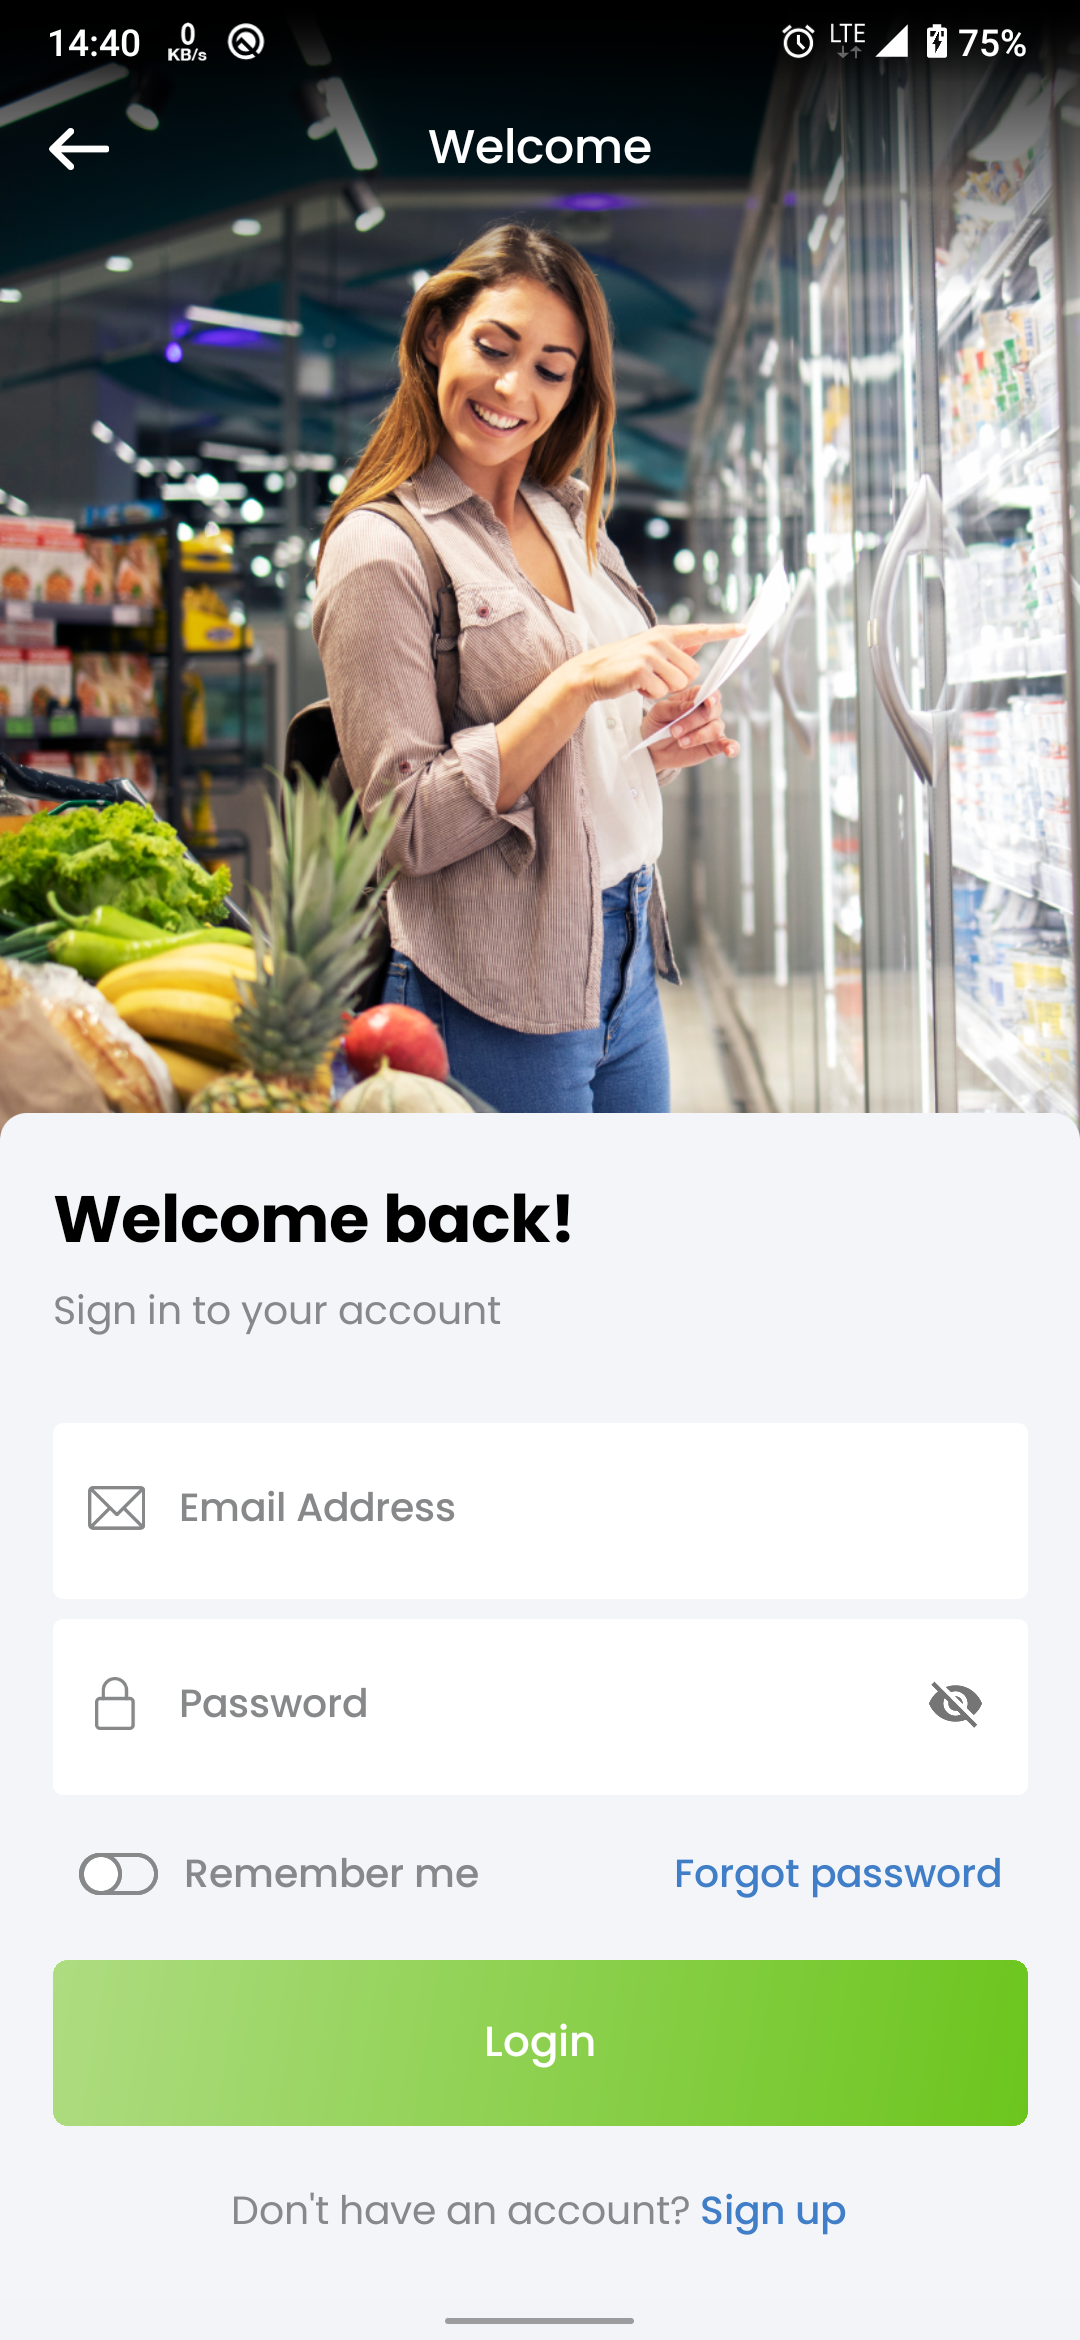 14:40
0
KB/s
LTE
75%
Welcome
Welcome back!
Sign in to your account
Email Address
Password
Remember me
Forgot password
Login
Don't have an account? Sign up